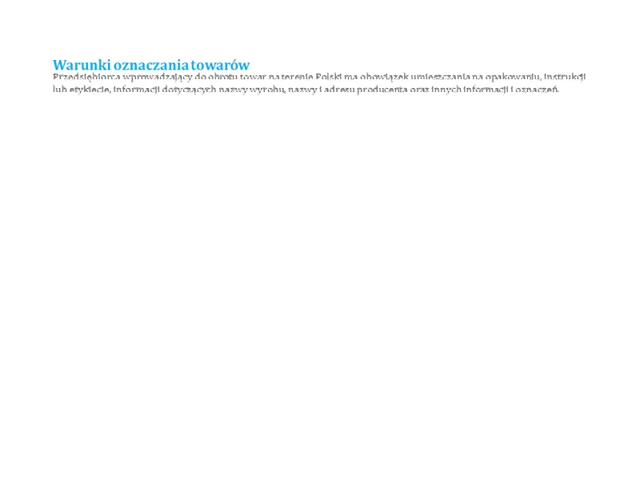 Warunki oznaczania towarów
Przedsiębiorca wprowadzający do obrotu towar na terenie Polski ma obowiązek umieszczania na opakowaniu, instrukcji
lub etykiecie, informacji dotyczących nazwy wyrobu, nazwy i adresu producenta oraz innych informacji i oznaczeń.